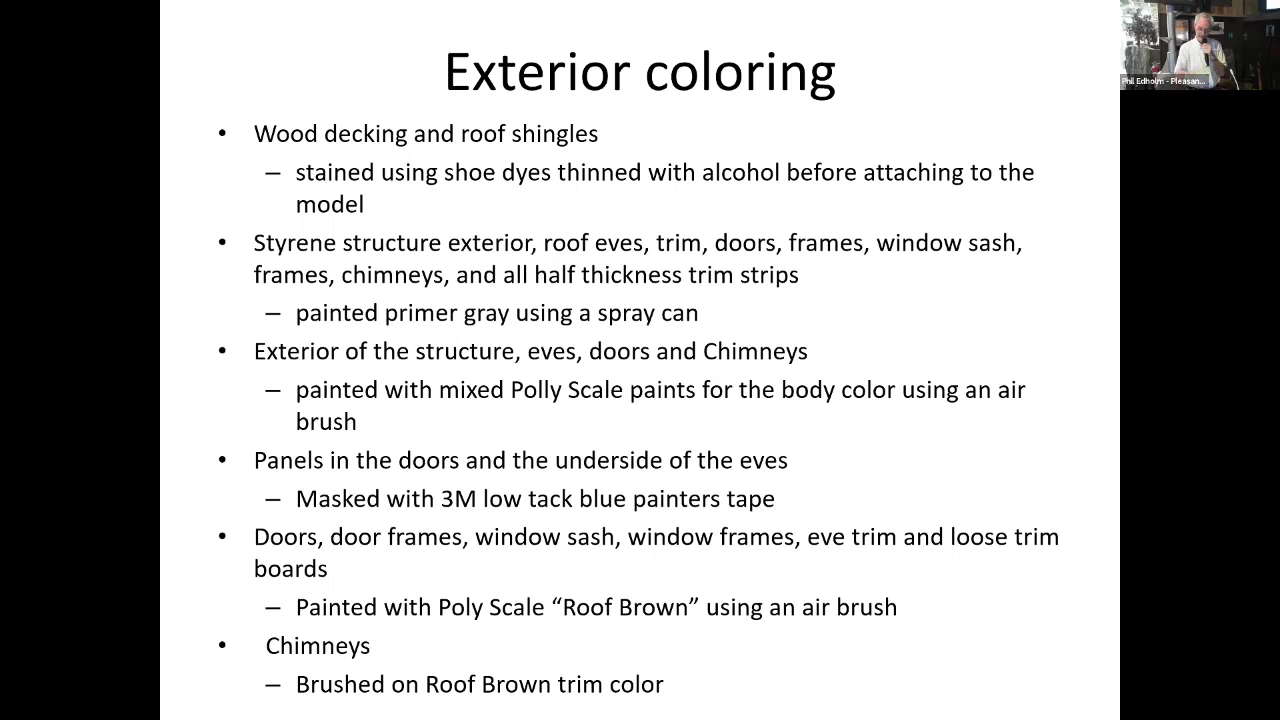 Exterior coloring
• Wood decking and roof shingles
– stained using shoe dyes thinned with alcohol before attaching to the
model
• Styrene structure exterior, roof eves, trim, doors, frames, window sash,
frames, chimneys, and all half thickness trim strips
– painted primer gray using a spray can
• Exterior of the structure, eves, doors and Chimneys
– painted with mixed Polly Scale paints for the body color using an air
brush
• Panels in the doors and the underside of the eves
– Masked with 3M low tack blue painters tape
• Doors, door frames, window sash, window frames, eve trim and loose trim
boards
– Painted with Poly Scale “Roof Brown” using an air brush
• Chimneys
– Brushed on Roof Brown trim color
Phil Edholm - Pleasan...